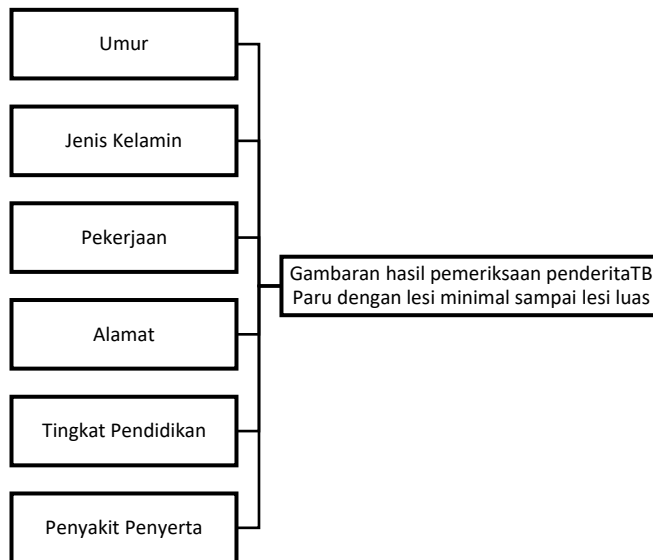 Umur
Jenis Kelamin
Pekerjaan
Gambaran hasil pemeriksaan penderitaTB
Paru dengan lesi minimal sampai lesi luas
Alamat
Tingkat Pendidikan
Penyakit Penyerta